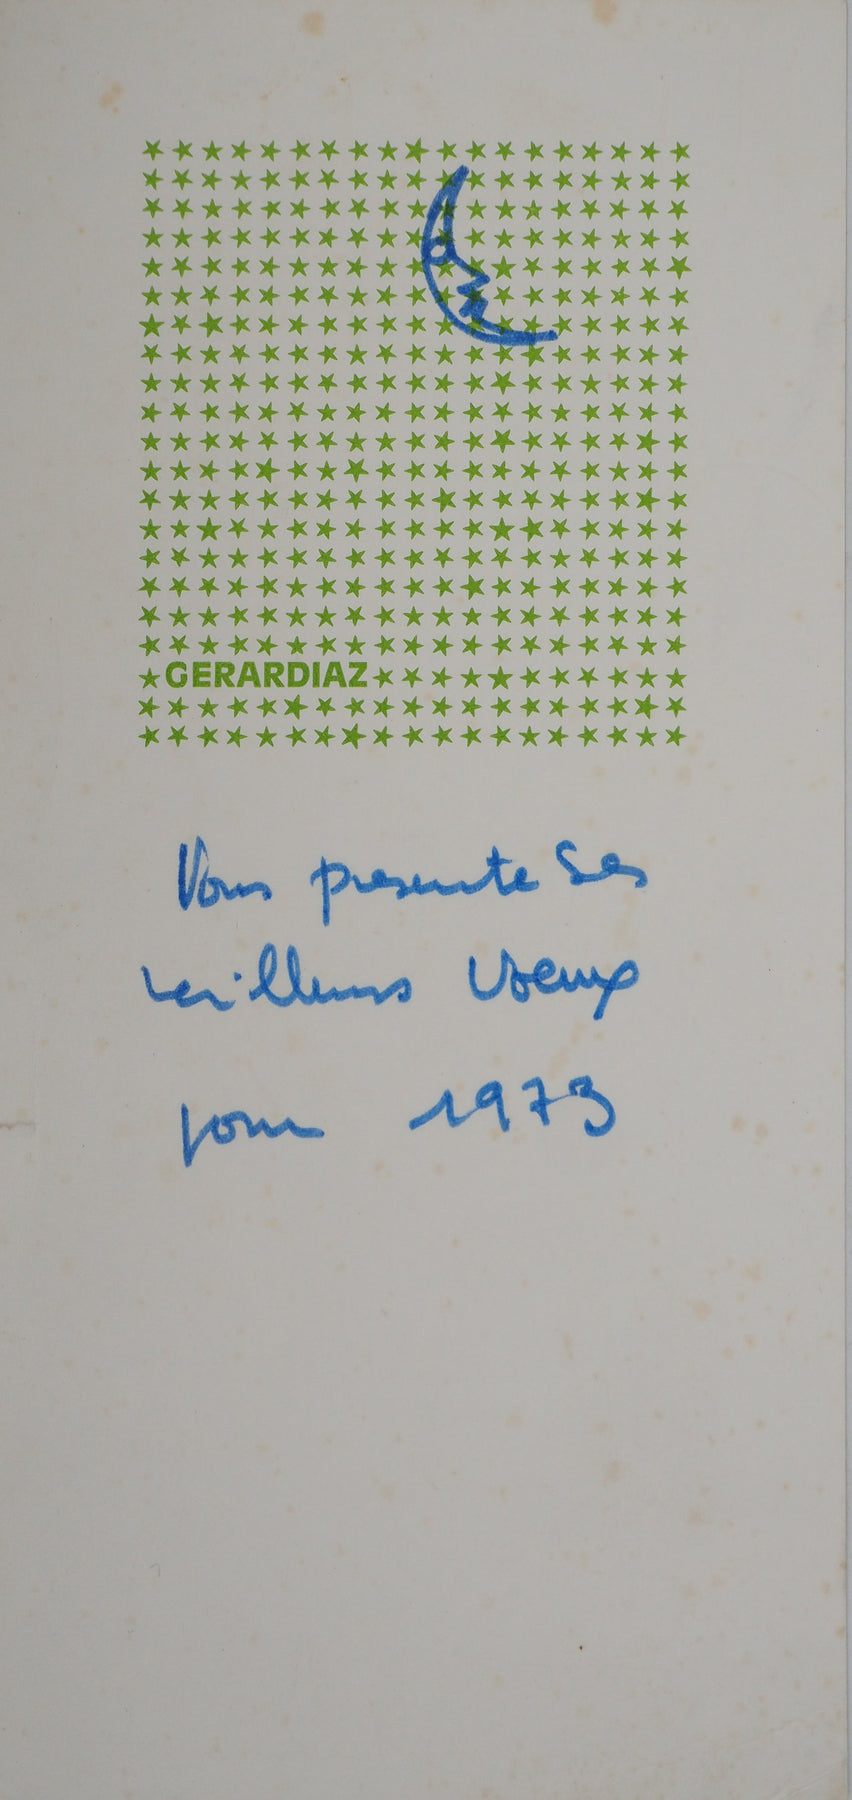 GERARDIAZ
Vous presente ses
meilleurs voeux
pour 1973